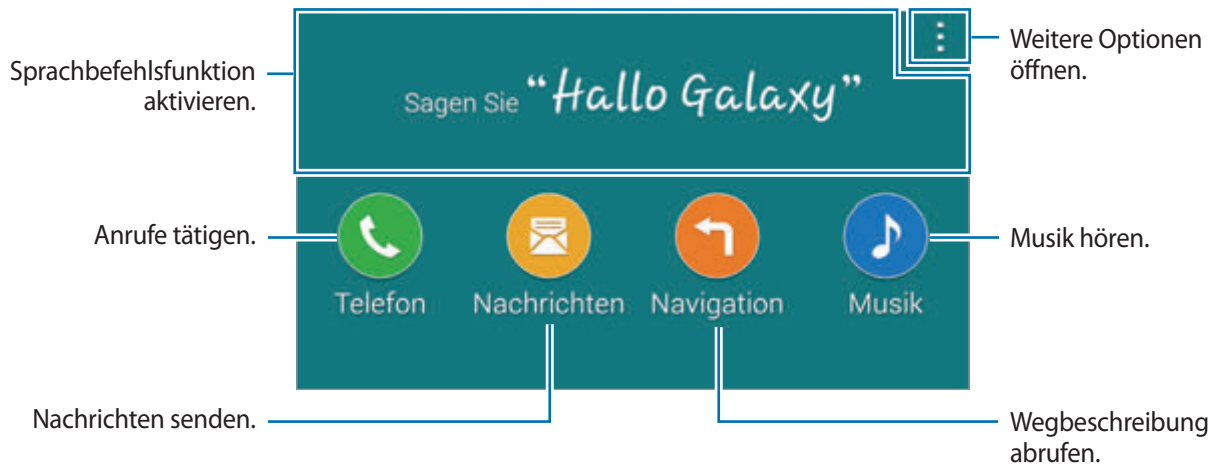 Sprachbefehlsfunktion
aktivieren.
Sagen Sie “Hallo Galaxy”
Weitere Optionen
öffnen.
Anrufe tätigen.
Musik hören.
Telefon
Nachrichten
Navigation
Musik
Nachrichten senden.
Wegbeschreibung
abrufen.